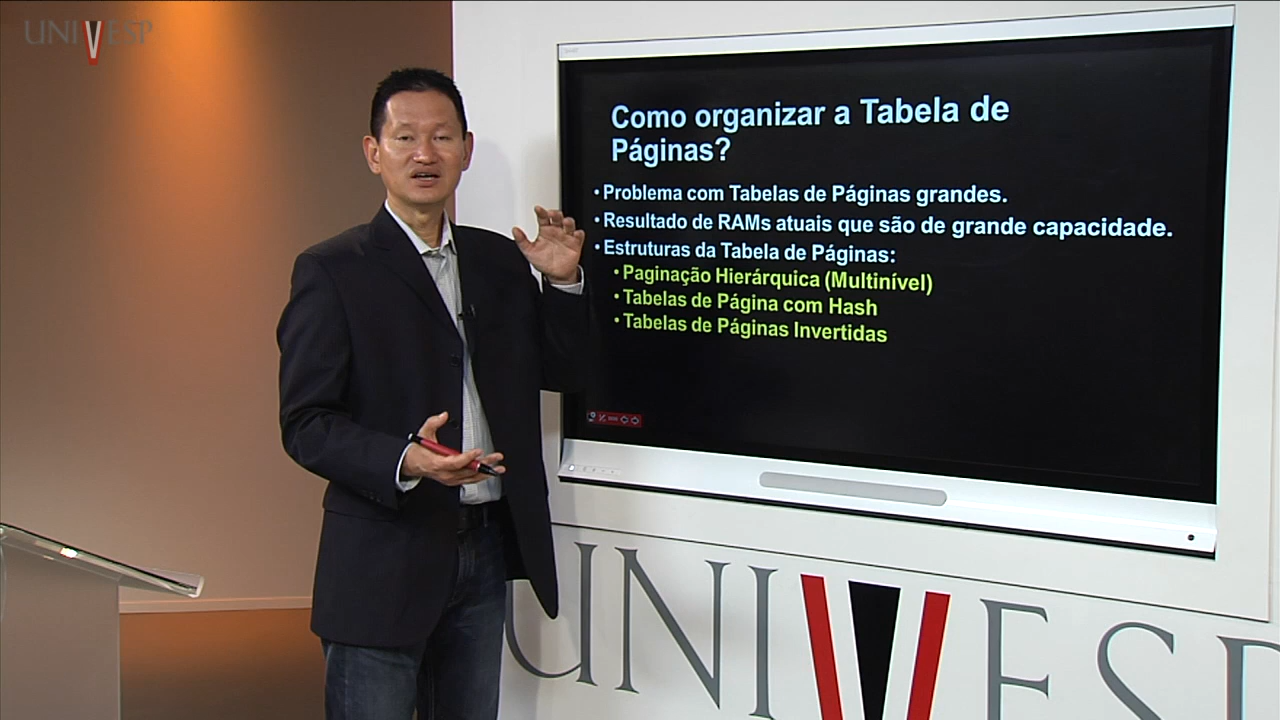 UNIVESP
Como organizar a Tabela de
Páginas?
• Problema com Tabelas de Páginas grandes.
• Resultado de RAMs atuais que são de grande capacidade.
• Estruturas da Tabela de Páginas:
• Paginação Hierárquica (Multinível)
• Tabelas de Página com Hash
• Tabelas de Páginas Invertidas
UNIVESP